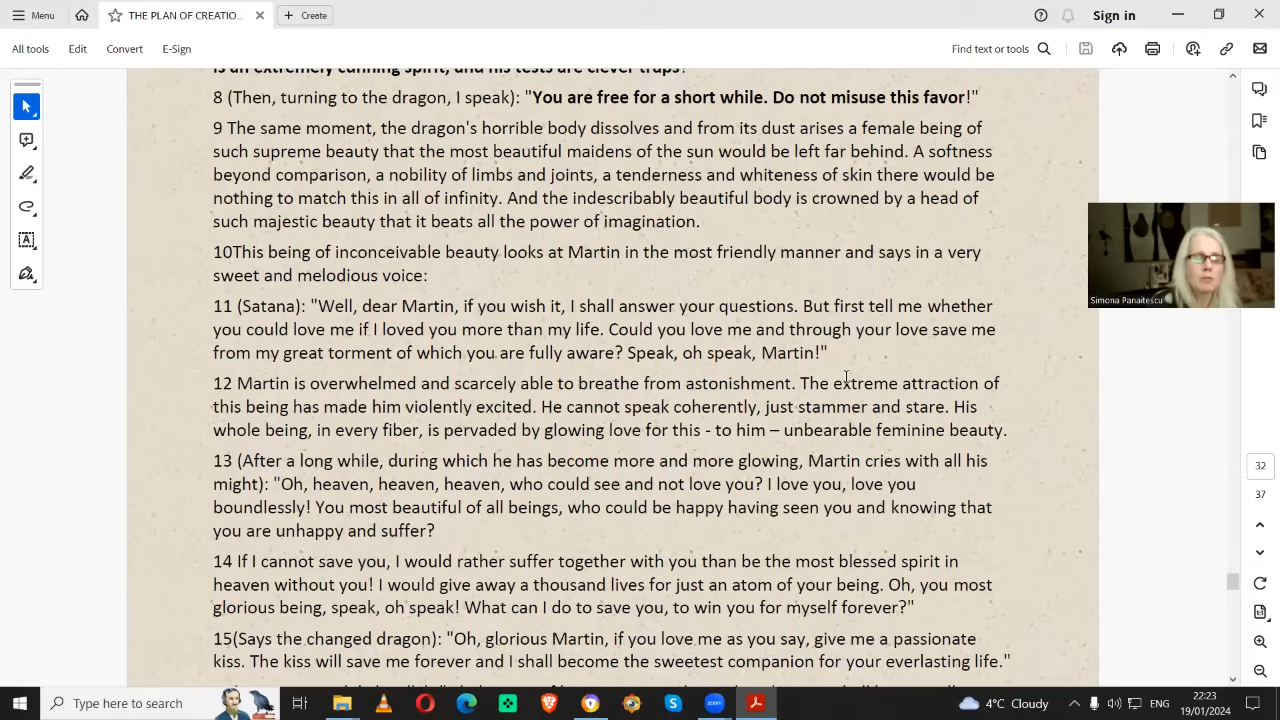 Menu
THE PLAN OF CREATIO...
Create
Sign in
All tools
Edit
Convert
E-Sign
Find text or tools
is an extremely cunning spirit, and his tests are clever traps!
8 (Then, turning to the dragon, I speak): "You are free for a short while. Do not misuse this favor!"
9 The same moment, the dragon's horrible body dissolves and from its dust arises a female being of
such supreme beauty that the most beautiful maidens of the sun would be left far behind. A softness
beyond comparison, a nobility of limbs and joints, a tenderness and whiteness of skin there would be
nothing to match this in all of infinity. And the indescribably beautiful body is crowned by a head of
such majestic beauty that it beats all the power of imagination.
10This being of inconceivable beauty looks at Martin in the most friendly manner and says in a very
sweet and melodious voice:
11 (Satana): "Well, dear Martin, if you wish it, I shall answer your questions. But first tell me whether
you could love me if I loved you more than my life. Could you love me and through your love save me
from my great torment of which you are fully aware? Speak, oh speak, Martin!"
12 Martin is overwhelmed and scarcely able to breathe from astonishment. The extreme attraction of
this being has made him violently excited. He cannot speak coherently, just stammer and stare. His
whole being, in every fiber, is pervaded by glowing love for this - to him – unbearable feminine beauty.
13 (After a long while, during which he has become more and more glowing, Martin cries with all his
might): "Oh, heaven, heaven, heaven, who could see and not love you? I love you, love you
boundlessly! You most beautiful of all beings, who could be happy having seen you and knowing that
you are unhappy and suffer?
14 If I cannot save you, I would rather suffer together with you than be the most blessed spirit in
heaven without you! I would give away a thousand lives for just an atom of your being. Oh, you most
glorious being, speak, oh speak! What can I do to save you, to win you for myself forever?"
15(Says the changed dragon): "Oh, glorious Martin, if you love me as you say, give me a passionate
kiss. The kiss will save me forever and I shall become the sweetest companion for your everlasting life."
Simona Panaitescu
32
37
Type here to search
4°C Cloudy
ENG
22:23
19/01/2024